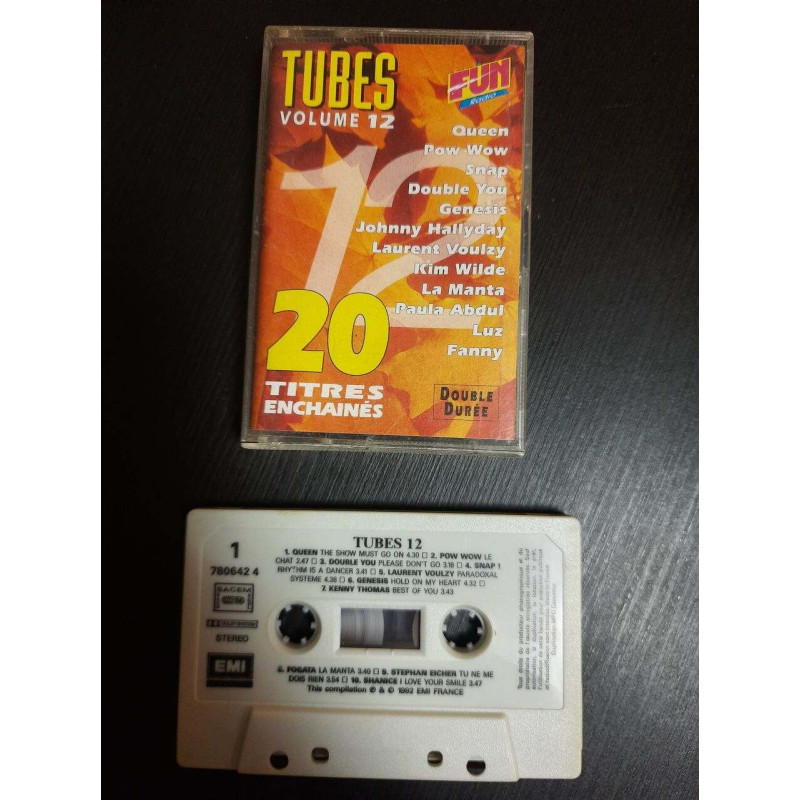 TUBES
VOLUME 12
FUN
Radio
12
Queen
Pow Wow
Snap
Double You
Genesis
Johnny Hallyday
Laurent Voulzy
Kim Wilde
La Manta
Paula Abdul
Luz
Fanny
20
TITRES
ENCHAINÉS
DOUBLE
DURÉE
TUBES 12
1
780642 4
1. QUEEN THE SHOW MUST GO ON 4.30 □ 2. POW WOW LE
CHAT 2.47 □ 3. DOUBLE YOU PLEASE DON'T GO 3.16 □ 4. SNAP !
RHYTHM IS A DANCER 3.41 □ 5. LAURENT VOULZY PARADOXAL
SYSTEME 4.38 □ 6. GENESIS HOLD ON MY HEART 4.32 □
7. KENNY THOMAS BEST OF YOU 3.43
SACEM
STEREO
EMI
8. FOGATA LA MANTA 3.40 □ 9. STEPHAN EICHER TU NE ME
DOIS RIEN 3.54 □ 10. SHANICE I LOVE YOUR SMILE 3.47
This compilation ℗ & © 1992 EMI FRANCE